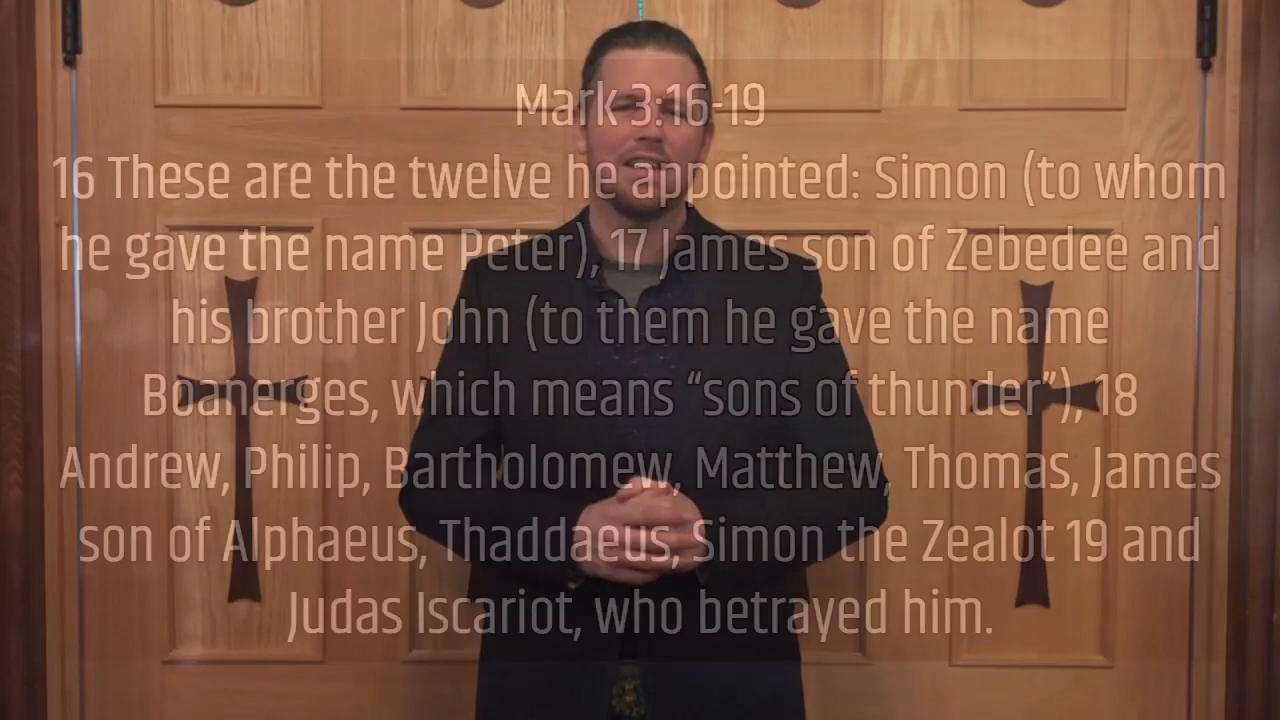 Mark 3:16-19
16 These are the twelve he appointed: Simon (to whom
he gave the name Peter), 17 James son of Zebedee and
his brother John (to them he gave the name
Boanerges, which means “sons of thunder”), 18
Andrew, Philip, Bartholomew, Matthew, Thomas, James
son of Alphaeus, Thaddaeus, Simon the Zealot 19 and
Judas Iscariot, who betrayed him.